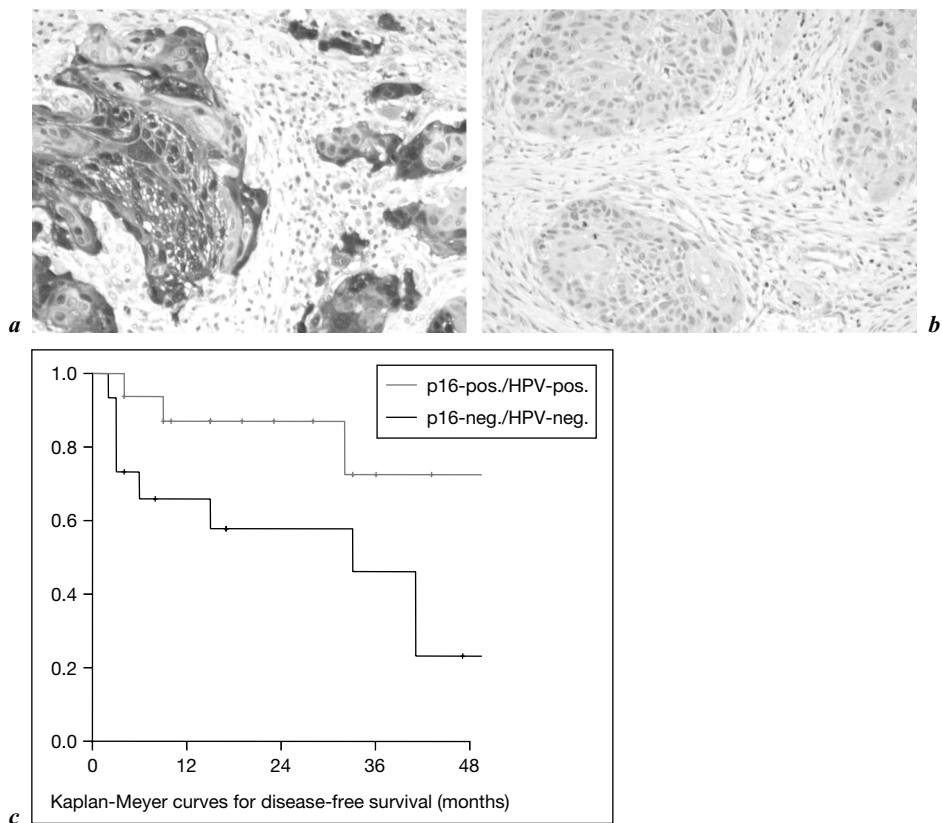 a
b
p16-pos./HPV-pos.
p16-neg./HPV-neg.
1.0
0.8
0.6
0.4
0.2
0.0
0 12 24 36 48
Kaplan-Meyer curves for disease-free survival (months)
c